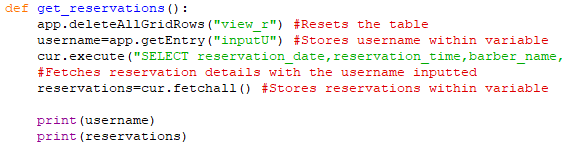 def get_reservations():
    app.deleteAllGridRows("view_r") #Resets the table
    username=app.getEntry("inputU") #Stores username within variable
    cur.execute("SELECT reservation_date,reservation_time,barber_name,
    #Fetches reservation details with the username inputted
    reservations=cur.fetchall() #Stores reservations within variable
    print(username)
    print(reservations)